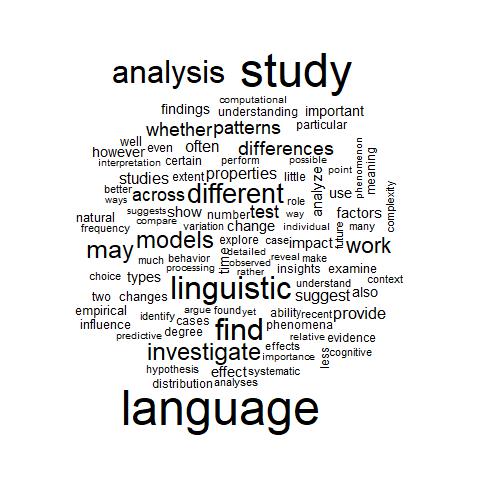 analysis study
computational
findings understanding important
whether patterns particular
well even often differences
however
interpretation certain perform possible phenomenon
studies extent properties little point meaning
better across different role analyze use complexity
ways
natural suggests show number test way factors
compare
frequency variation change individual future many
may models explore case impact work
much behavior time detailed reveal make
processing observed
rather insights examine
choice types linguistic understand context
two changes suggest also
empirical argue found yet ability recent provide
influence identify cases find phenomena
predictive degree relative evidence
investigate effects less cognitive
importance
hypothesis effect systematic
distribution analyses
language